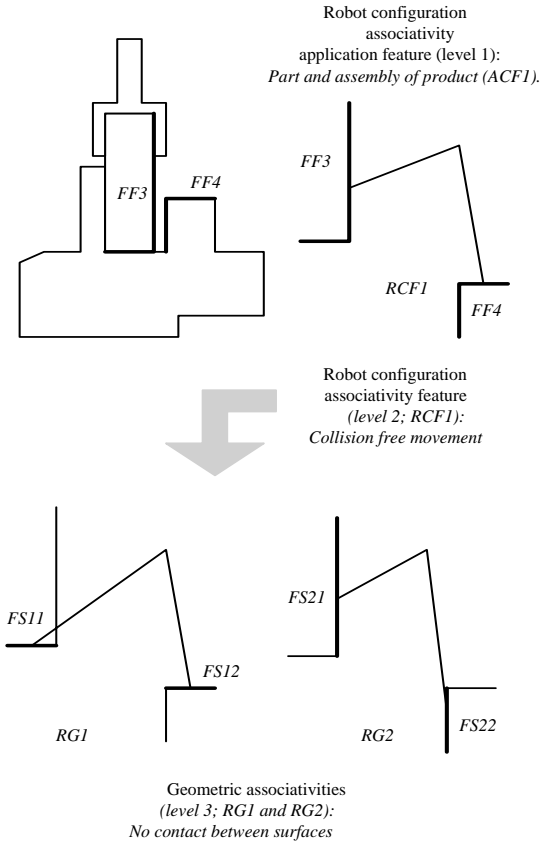 Robot configuration
associativity
application feature (level 1):
Part and assembly of product (ACF1).
FF3
FF4
FF3
RCF1
FF4
Robot configuration
associativity feature
(level 2; RCF1):
Collision free movement
FS11
FS12
RG1
FS21
FS22
RG2
Geometric associativities
(level 3; RG1 and RG2):
No contact between surfaces